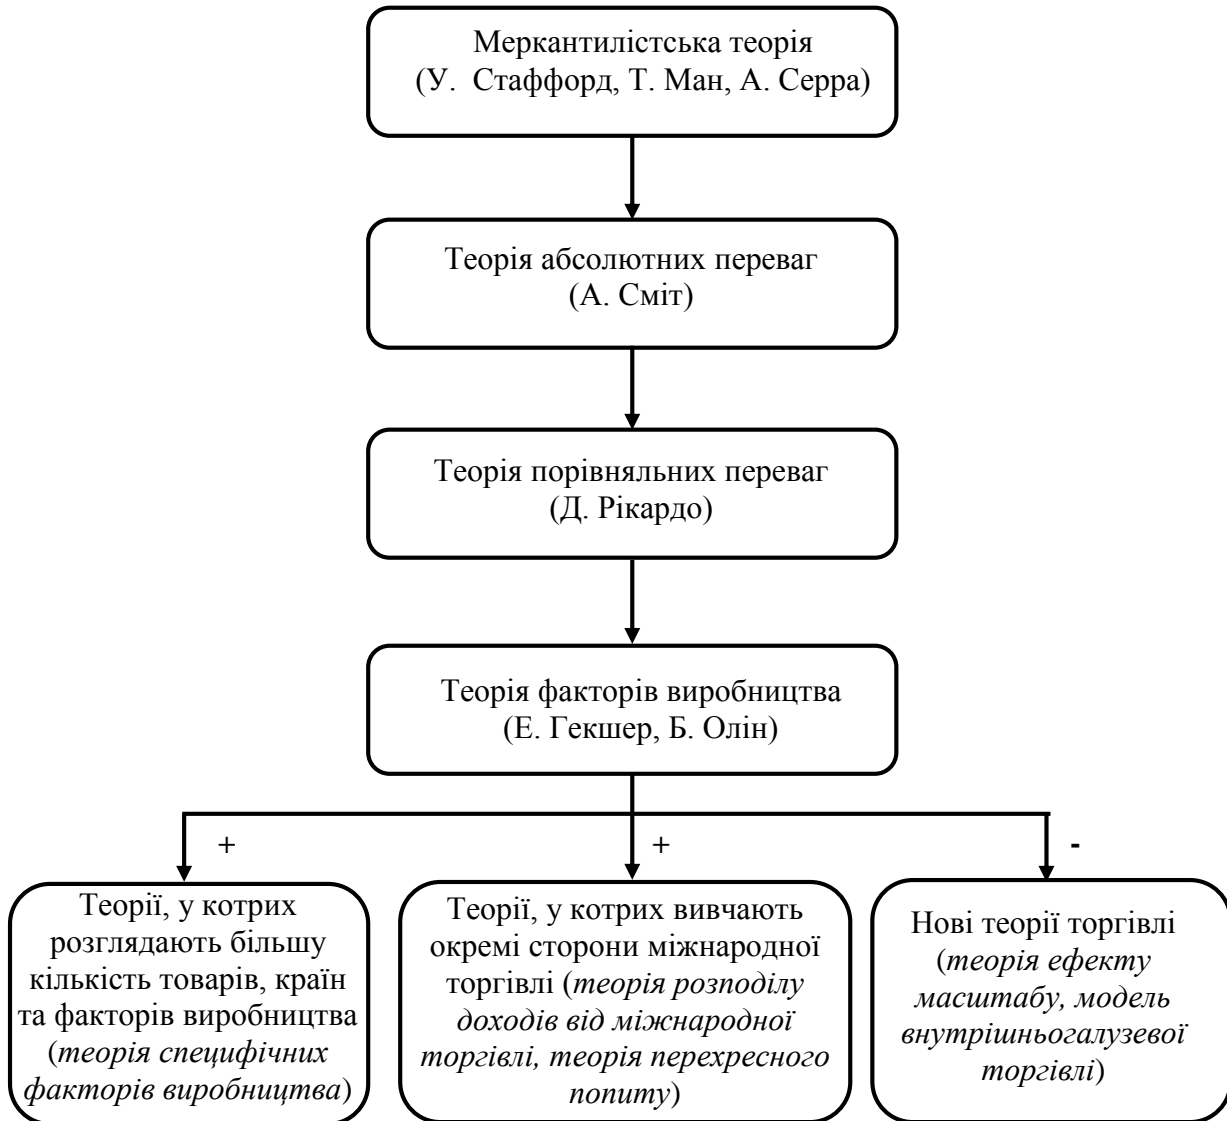 Меркантилістська теорія
(У. Стаффорд, Т. Ман, А. Серра)
Теорія абсолютних переваг
(А. Сміт)
Теорія порівняльних переваг
(Д. Рікардо)
Теорія факторів виробництва
(Е. Гекшер, Б. Олін)
+
+
-
Теорії, у котрих
розглядають більшу
кількість товарів, країн
та факторів виробництва
(теорія специфічних
факторів виробництва)
Теорії, у котрих вивчають
окремі сторони міжнародної
торгівлі (теорія розподілу
доходів від міжнародної
торгівлі, теорія перехресного
попиту)
Нові теорії торгівлі
(теорія ефекту
масштабу, модель
внутрішньогалузевої
торгівлі)